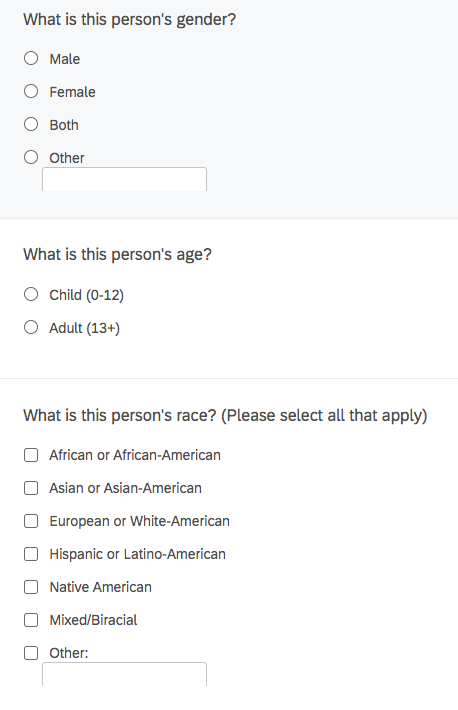 What is this person's gender?
Male
Female
Both
Other
What is this person's age?
Child (0-12)
Adult (13+)
What is this person's race? (Please select all that apply)
African or African-American
Asian or Asian-American
European or White-American
Hispanic or Latino-American
Native American
Mixed/Biracial
Other: